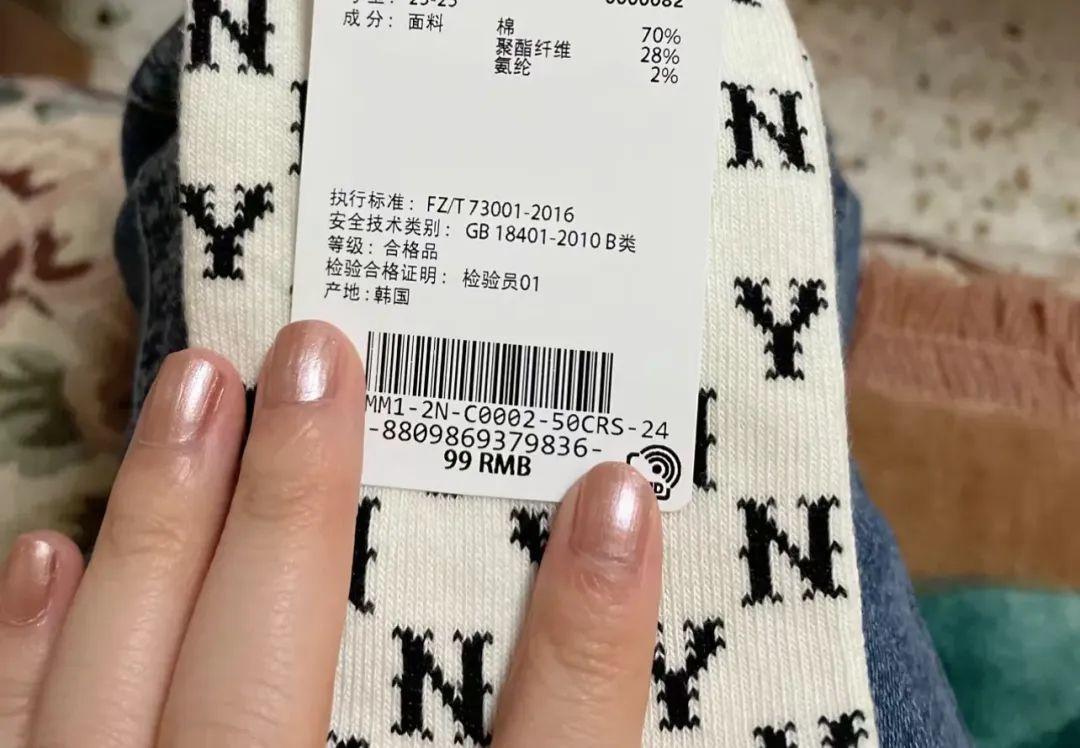 成分：面料
棉 70%
聚酯纤维 28%
氨纶 2%
执行标准：FZ/T 73001-2016
安全技术类别：GB 18401-2010 B类
等级：合格品
检验合格证明：检验员01
产地：韩国
MM1-2N-C0002-50CRS-24
-8809869379836-
99 RMB
N
N
Y
Y
N
N
Y